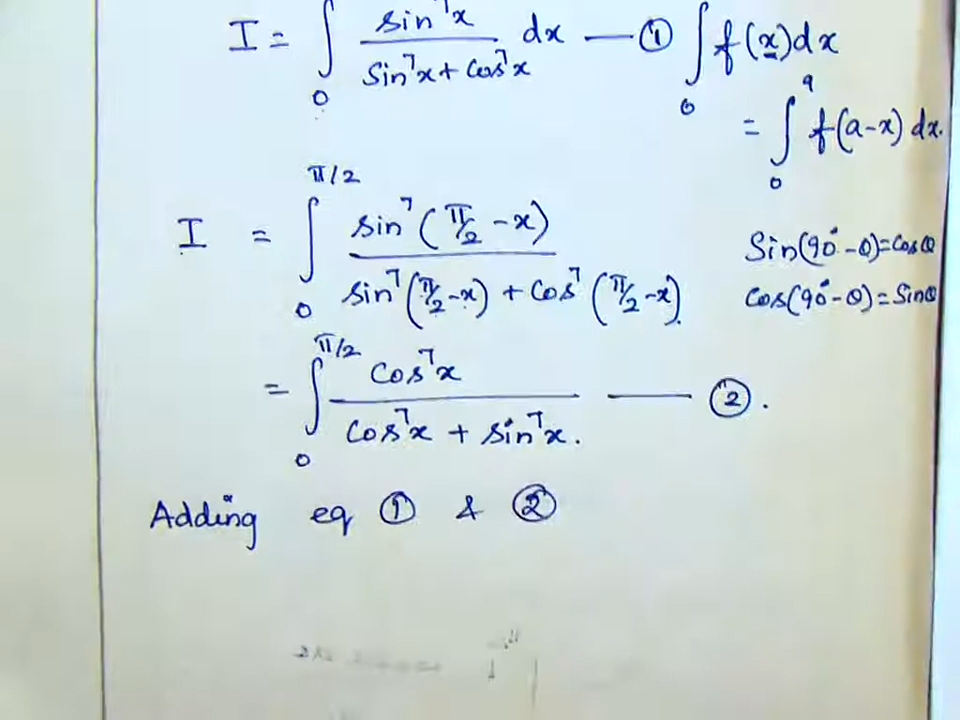 I = ∫₀ sin⁷x / (sin⁷x + cos⁷x) dx — ① ∫₀ f(x) dx
= ∫₀ᵃ f(a-x) dx.
I = ∫₀^(π/2) sin⁷(π/2 - x) / (sin⁷(π/2 - x) + cos⁷(π/2 - x))
Sin(90° - θ) = Cosθ
Cos(90° - θ) = Sinθ
= ∫₀^(π/2) Cos⁷x / (Cos⁷x + sin⁷x.) — ②.
Adding eq ① & ②